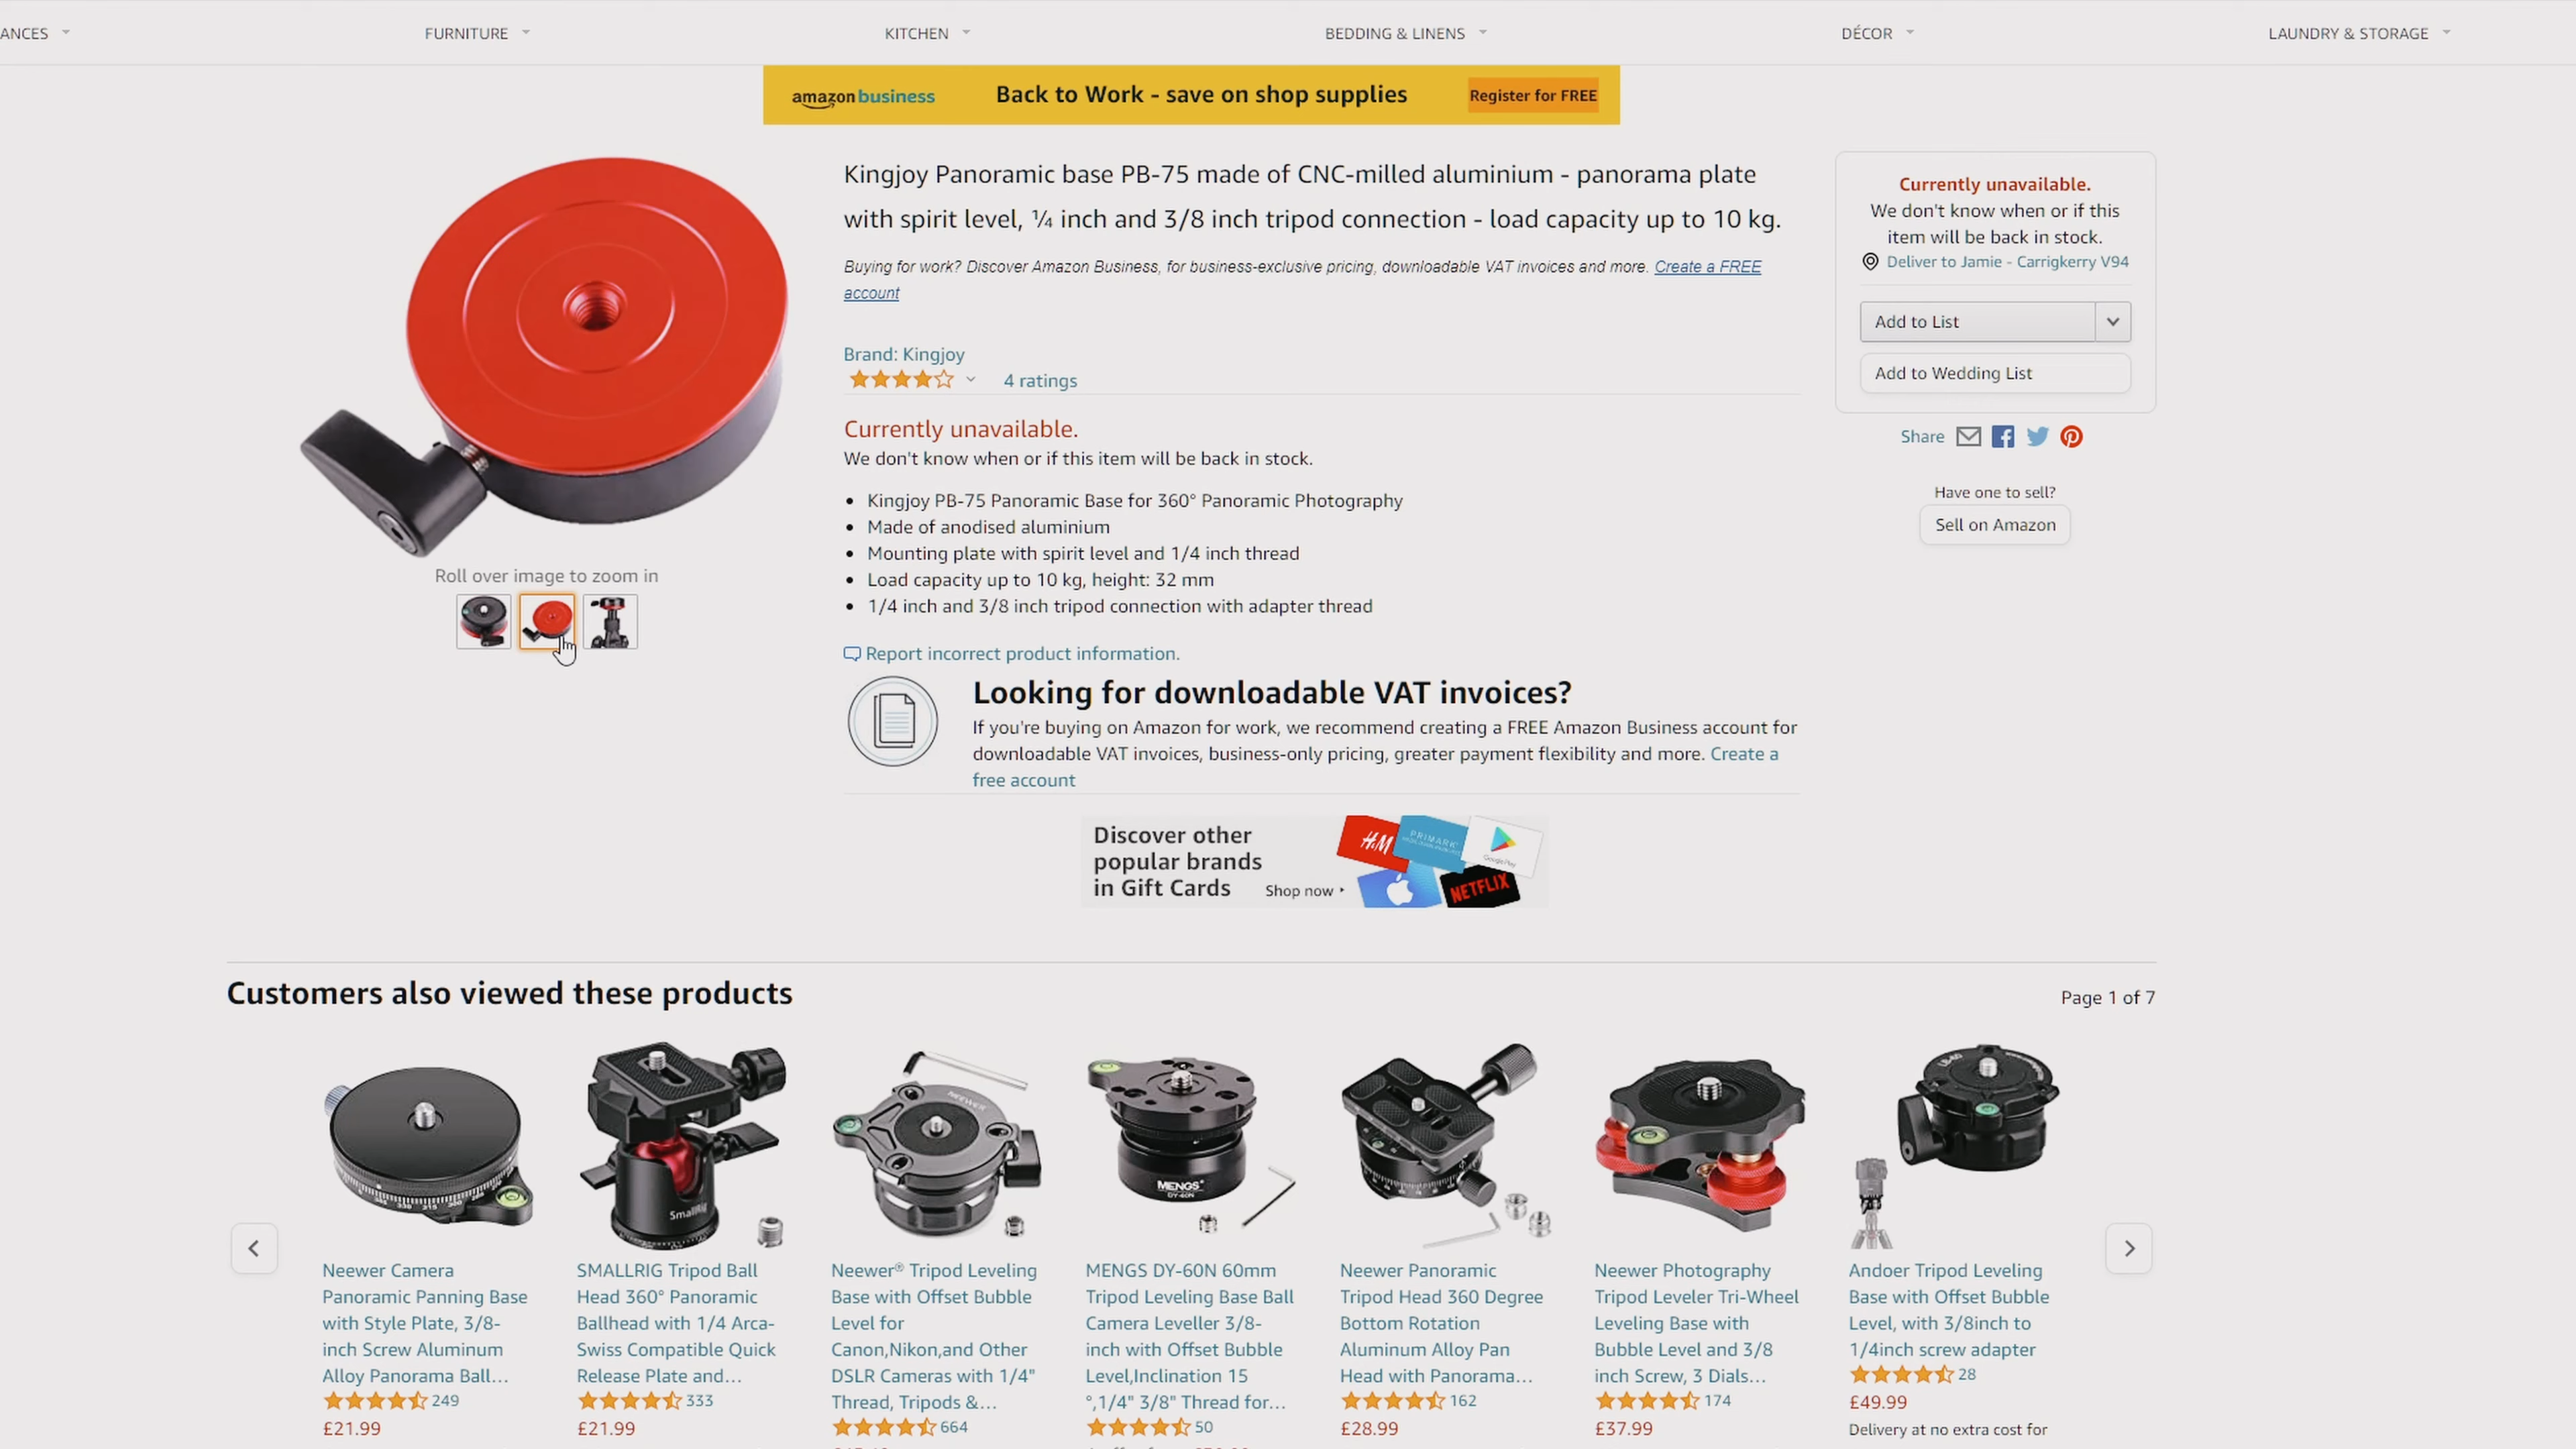 ANCES
FURNITURE
KITCHEN
BEDDING & LINENS
DÉCOR
LAUNDRY & STORAGE
amazon business
Back to Work - save on shop supplies
Register for FREE
Kingjoy Panoramic base PB-75 made of CNC-milled aluminium - panorama plate
with spirit level, ¼ inch and 3/8 inch tripod connection - load capacity up to 10 kg.
Buying for work? Discover Amazon Business, for business-exclusive pricing, downloadable VAT invoices and more. Create a FREE
account
Brand: Kingjoy
4 ratings
Currently unavailable.
We don't know when or if this item will be back in stock.
• Kingjoy PB-75 Panoramic Base for 360° Panoramic Photography
• Made of anodised aluminium
• Mounting plate with spirit level and 1/4 inch thread
• Load capacity up to 10 kg, height: 32 mm
• 1/4 inch and 3/8 inch tripod connection with adapter thread
Report incorrect product information.
Looking for downloadable VAT invoices?
If you're buying on Amazon for work, we recommend creating a FREE Amazon Business account for
downloadable VAT invoices, business-only pricing, greater payment flexibility and more. Create a
free account
Discover other
popular brands
in Gift Cards
Shop now
H&M
PRIMARK
Google Play
NETFLIX
Currently unavailable.
We don't know when or if this
item will be back in stock.
Deliver to Jamie - Carrigkerry V94
Add to List
Add to Wedding List
Share
Have one to sell?
Sell on Amazon
Roll over image to zoom in
Customers also viewed these products
Page 1 of 7
SmallRig
NEEWER
MENGS
DY-60N
Neewer Camera
Panoramic Panning Base
with Style Plate, 3/8-
inch Screw Aluminum
Alloy Panorama Ball...
249
£21.99
SMALLRIG Tripod Ball
Head 360° Panoramic
Ballhead with 1/4 Arca-
Swiss Compatible Quick
Release Plate and...
333
£21.99
Neewer® Tripod Leveling
Base with Offset Bubble
Level for
Canon,Nikon,and Other
DSLR Cameras with 1/4"
Thread, Tripods &...
664
MENGS DY-60N 60mm
Tripod Leveling Base Ball
Camera Leveller 3/8-
inch with Offset Bubble
Level,Inclination 15
°,1/4" 3/8" Thread for...
50
Neewer Panoramic
Tripod Head 360 Degree
Bottom Rotation
Aluminum Alloy Pan
Head with Panorama...
162
£28.99
Neewer Photography
Tripod Leveler Tri-Wheel
Leveling Base with
Bubble Level and 3/8
inch Screw, 3 Dials...
174
£37.99
Andoer Tripod Leveling
Base with Offset Bubble
Level, with 3/8inch to
1/4inch screw adapter
28
£49.99
Delivery at no extra cost for